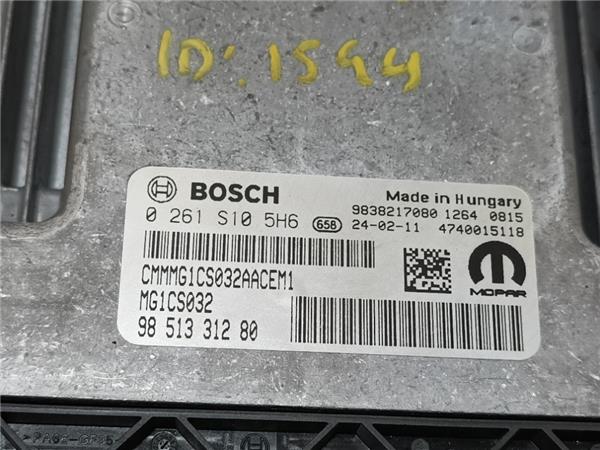 ID:1594
BOSCH
Made in Hungary
0 261 S10 5H6 658
9838217080 1264 0815
24-02-11 4740015118
CMMMG1CS032AACEM1
MG1CS032
98 513 312 80
MOPAR